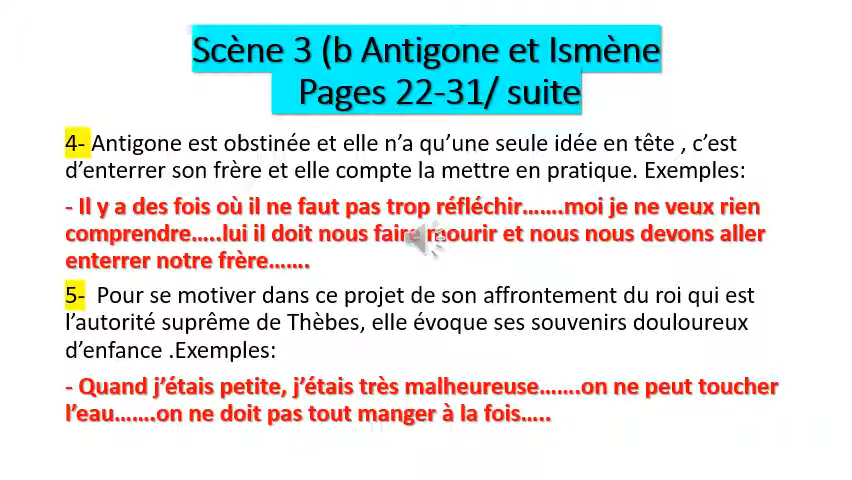 Scène 3 (b Antigone et Ismène
Pages 22-31/ suite
4- Antigone est obstinée et elle n’a qu’une seule idée en tête , c’est
d’enterrer son frère et elle compte la mettre en pratique. Exemples:
- Il y a des fois où il ne faut pas trop réfléchir…….moi je ne veux rien
comprendre…..lui il doit nous faire mourir et nous nous devons aller
enterrer notre frère…….
5- Pour se motiver dans ce projet de son affrontement du roi qui est
l’autorité suprême de Thèbes, elle évoque ses souvenirs douloureux
d’enfance .Exemples:
- Quand j’étais petite, j’étais très malheureuse…….on ne peut toucher
l’eau…….on ne doit pas tout manger à la fois…..